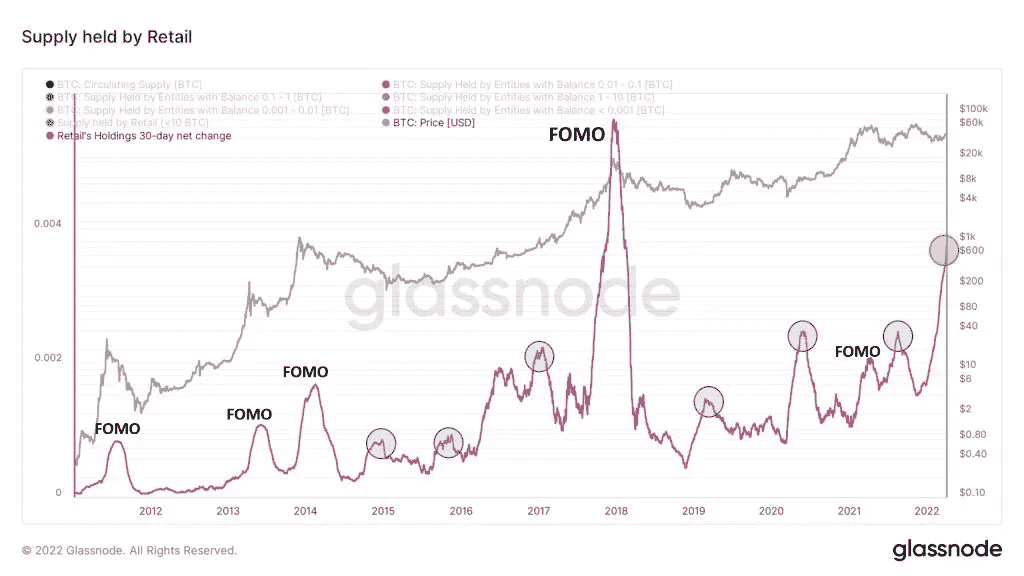 Supply held by Retail
BTC: Circulating Supply [BTC]
BTC: Supply Held by Entities with Balance 0.01 - 0.1 [BTC]
BTC: Supply Held by Entities with Balance 0.1 - 1 [BTC]
BTC: Supply Held by Entities with Balance 1 - 10 [BTC]
BTC: Supply Held by Entities with Balance 0.001 - 0.01 [BTC]
BTC: Supply Held by Entities with Balance < 0.001 [BTC]
Supply held by Retail (<10 BTC)
BTC: Price [USD]
Retail's Holdings 30-day net change
FOMO
$100k
$60k
$20k
$8k
$4k
0.004
$1k
$600
glassnode
$200
$80
$40
0.002
FOMO
$10
FOMO
$6
FOMO
$2
FOMO
$0.80
$0.40
0
$0.10
2012 2013 2014 2015 2016 2017 2018 2019 2020 2021 2022
© 2022 Glassnode. All Rights Reserved.
glassnode